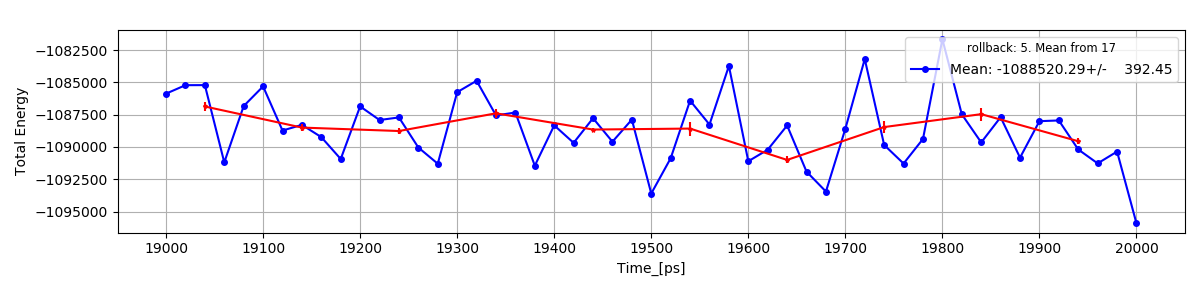 Total Energy
−1082500
−1085000
−1087500
−1090000
−1092500
−1095000
rollback: 5. Mean from 17
Mean: -1088520.29+/-    392.45
19000 19100 19200 19300 19400 19500 19600 19700 19800 19900 20000
Time_[ps]